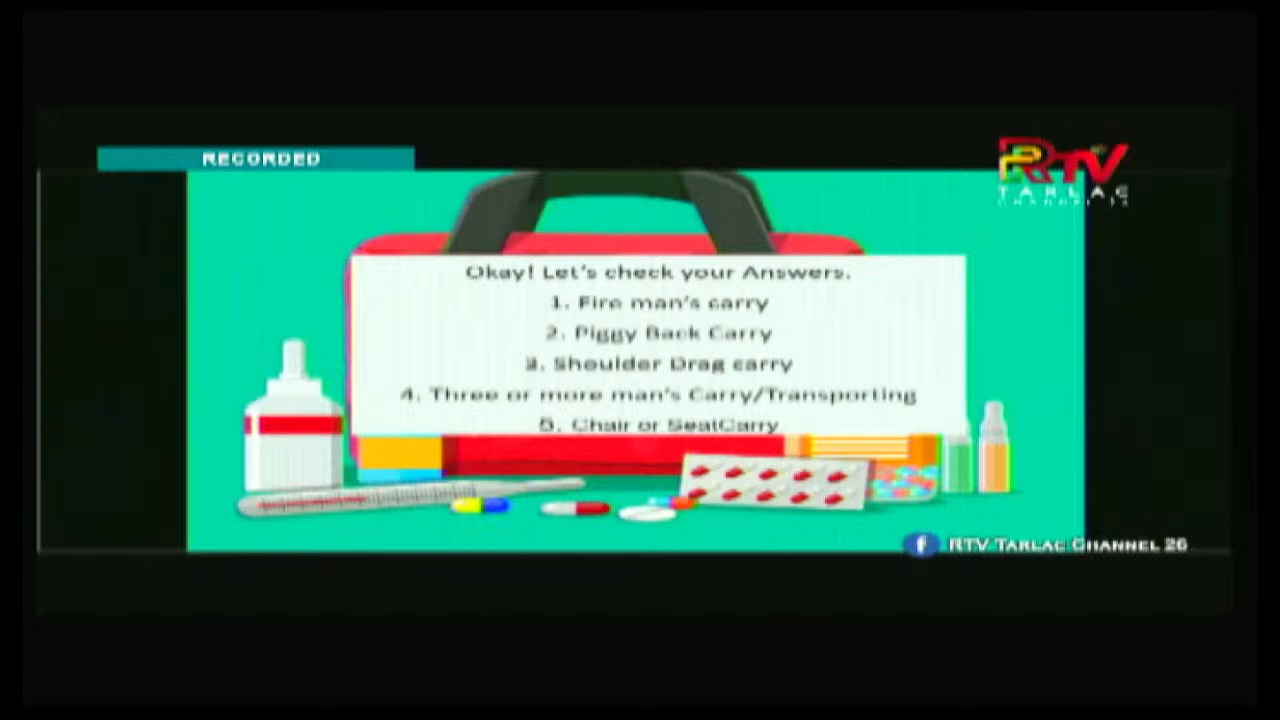 RECORDED
RTV
TARLAC
Okay! Let's check your Answers.
1. Fire man's carry
2. Piggy Back Carry
3. Shoulder Drag carry
4. Three or more man's Carry/Transporting
5. Chair or SeatCarry
f RTV TARLAC CHANNEL 26